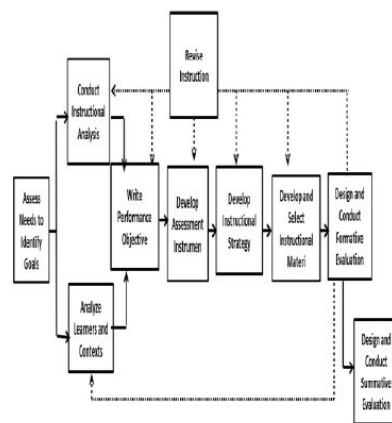 Revise
Instruction
Conduct
Instructional
Analysis
Assess
Needs to
Identify
Goals
Write
Performance
Objective
Develop
Assessment
Instrumen
Develop
Instructional
Strategy
Develop and
Select
Instructional
Materi
Design and
Conduct
Formative
Evaluation
Analyze
Learners and
Contexts
Design and
Conduct
Summative
Evaluation